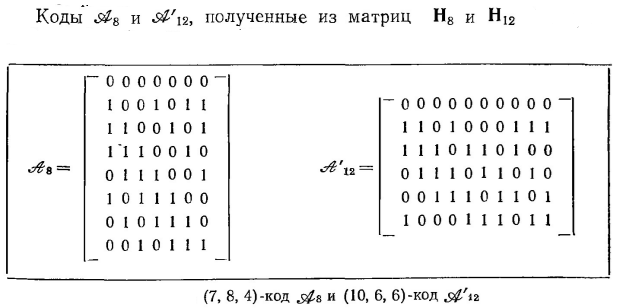 Коды 𝒜₈ и 𝒜′₁₂, полученные из матриц H₈ и H₁₂
0 0 0 0 0 0 0
1 0 0 1 0 1 1
1 1 0 0 1 0 1
1 1 1 0 0 1 0
𝒜₈ = 0 1 1 1 0 0 1
1 0 1 1 1 0 0
0 1 0 1 1 1 0
0 0 1 0 1 1 1
0 0 0 0 0 0 0 0 0 0
1 1 0 1 0 0 0 1 1 1
1 1 1 0 1 1 0 1 0 0
𝒜′₁₂ = 0 1 1 1 0 1 1 0 1 0
0 0 1 1 1 0 1 1 0 1
1 0 0 0 1 1 1 0 1 1
(7, 8, 4)-код 𝒜₈ и (10, 6, 6)-код 𝒜′₁₂